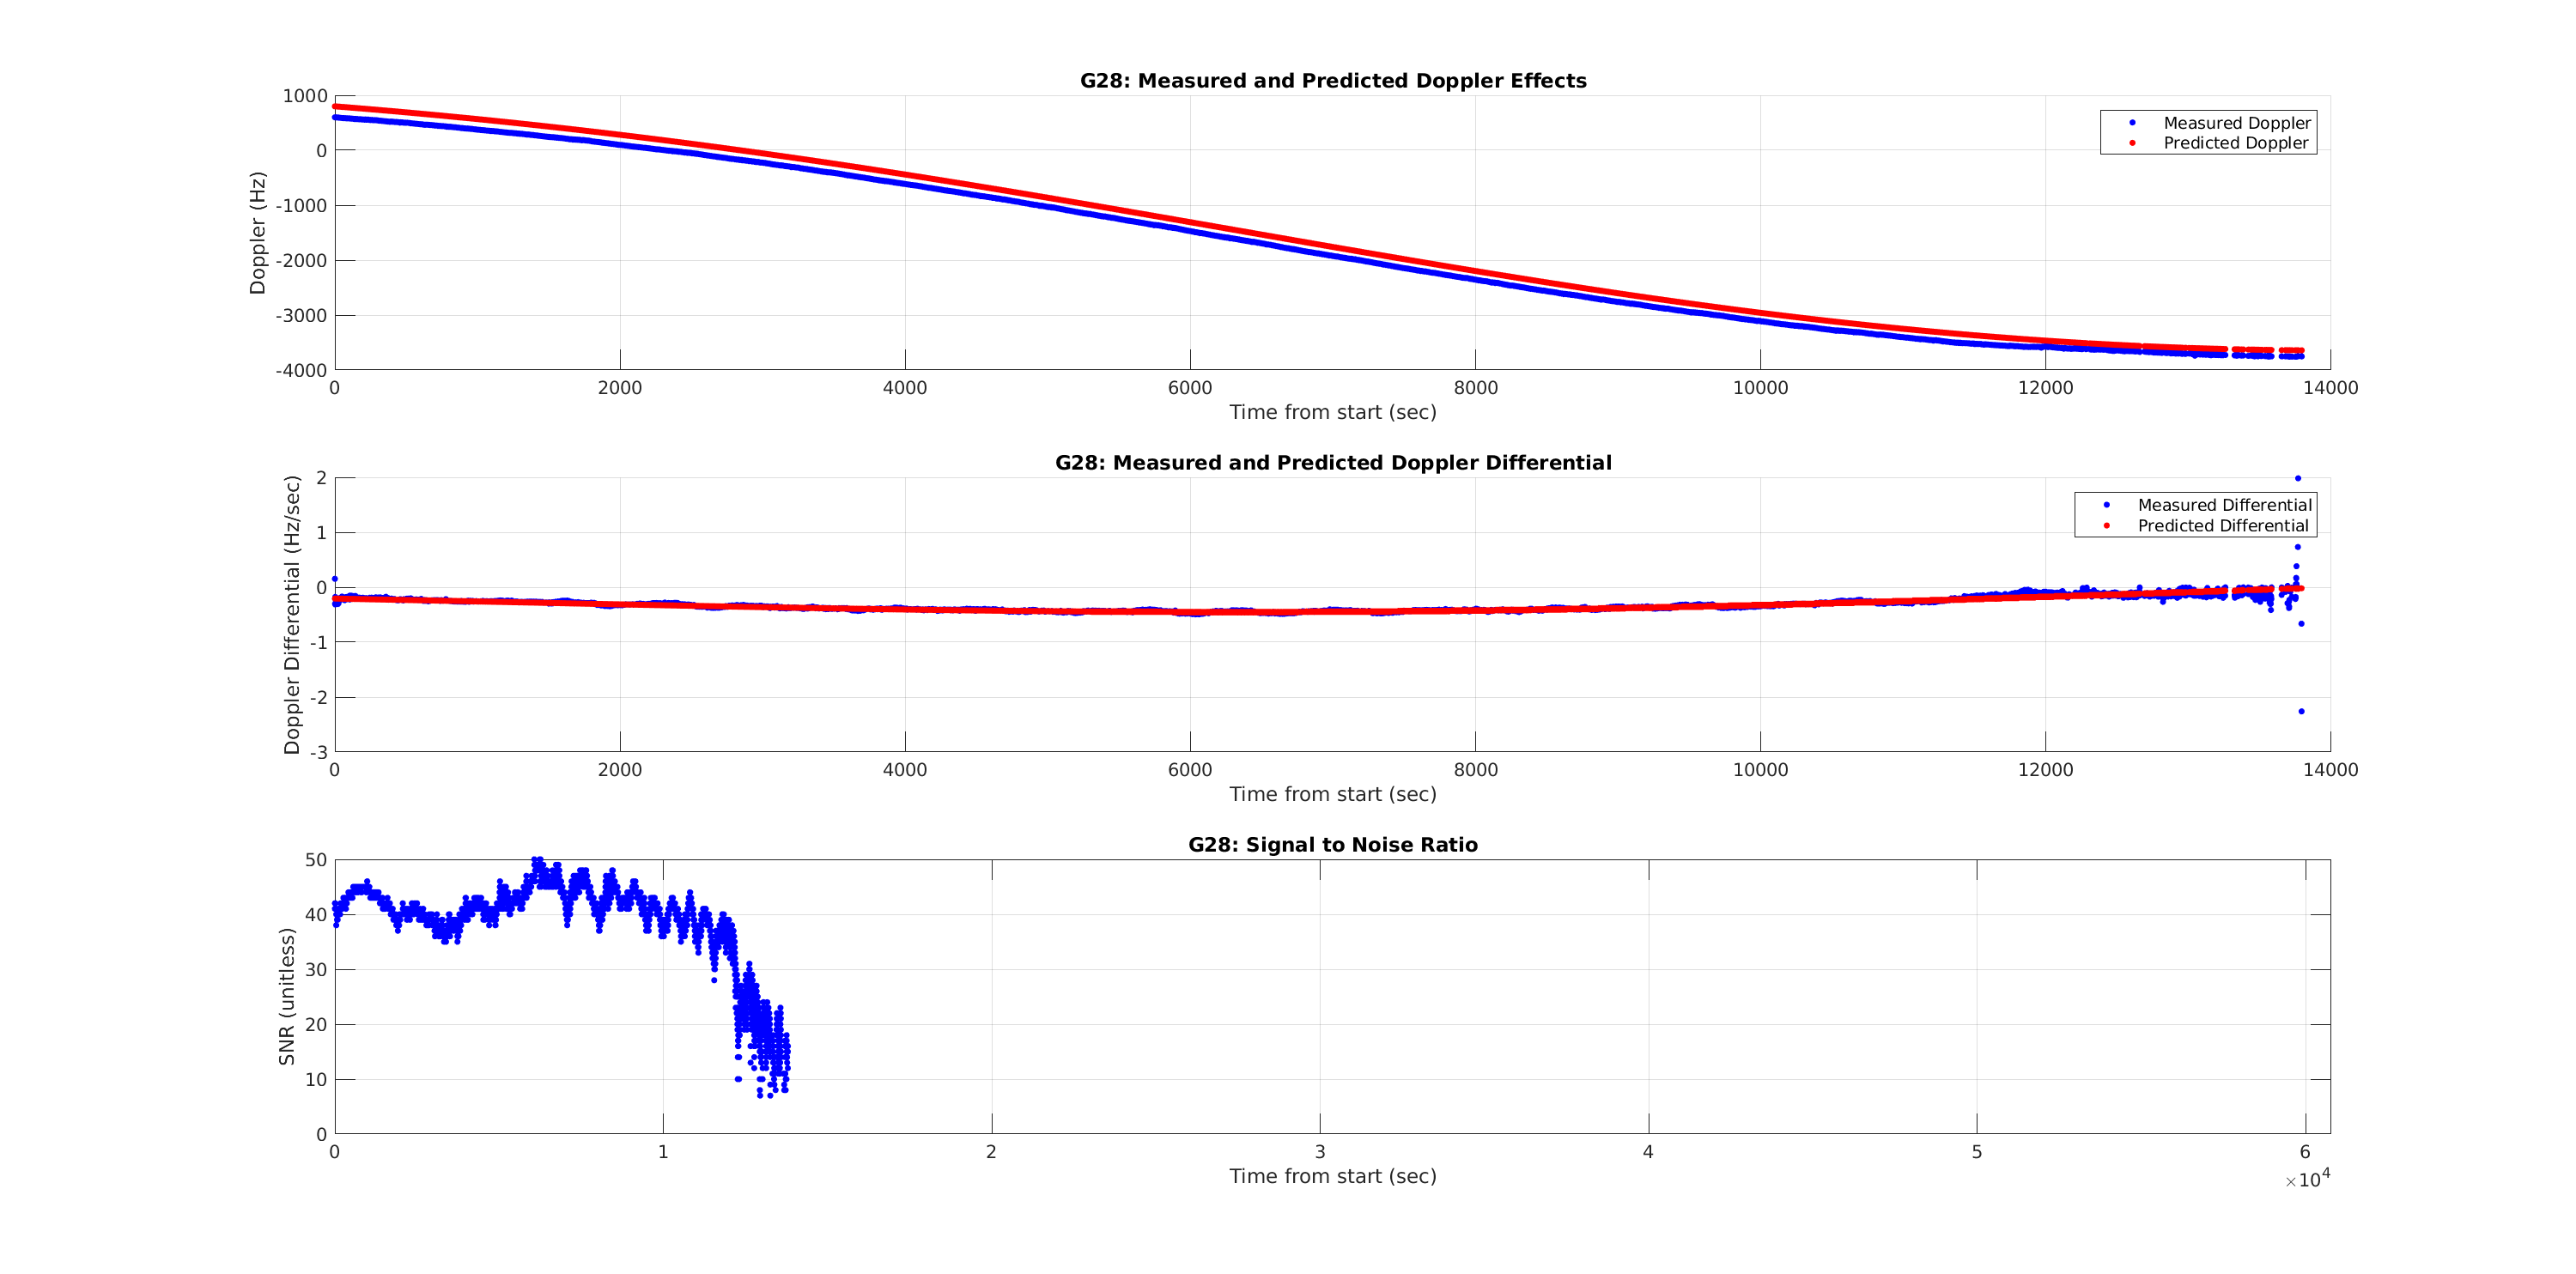 G28: Measured and Predicted Doppler Effects
1000
0
-1000
-2000
-3000
-4000
Doppler (Hz)
Measured Doppler
Predicted Doppler
0 2000 4000 6000 8000 10000 12000 14000
Time from start (sec)
G28: Measured and Predicted Doppler Differential
2
1
0
-1
-2
-3
Doppler Differential (Hz/sec)
Measured Differential
Predicted Differential
0 2000 4000 6000 8000 10000 12000 14000
Time from start (sec)
G28: Signal to Noise Ratio
50
40
30
20
10
0
SNR (unitless)
0 1 2 3 4 5 6
Time from start (sec)
×10⁴